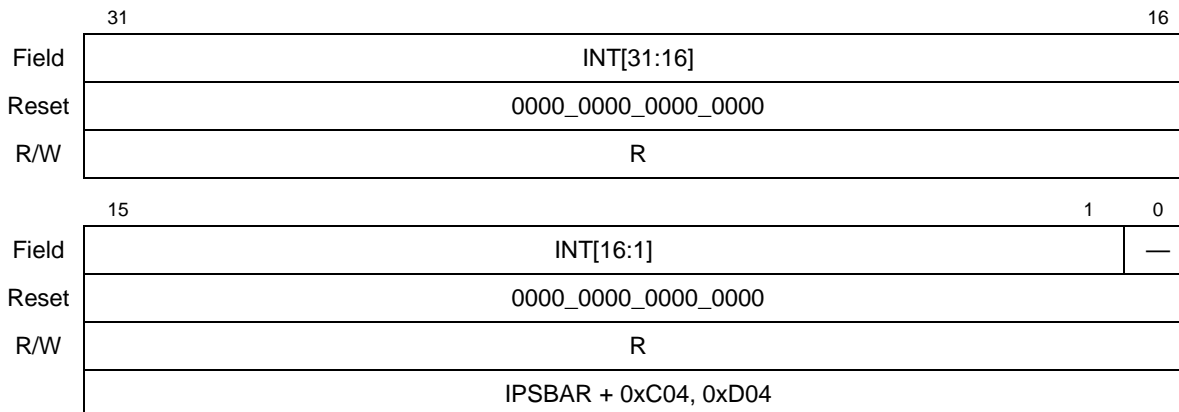 31 16
Field INT[31:16]
Reset 0000_0000_0000_0000
R/W R
15 1 0
Field INT[16:1] —
Reset 0000_0000_0000_0000
R/W R
IPSBAR + 0xC04, 0xD04